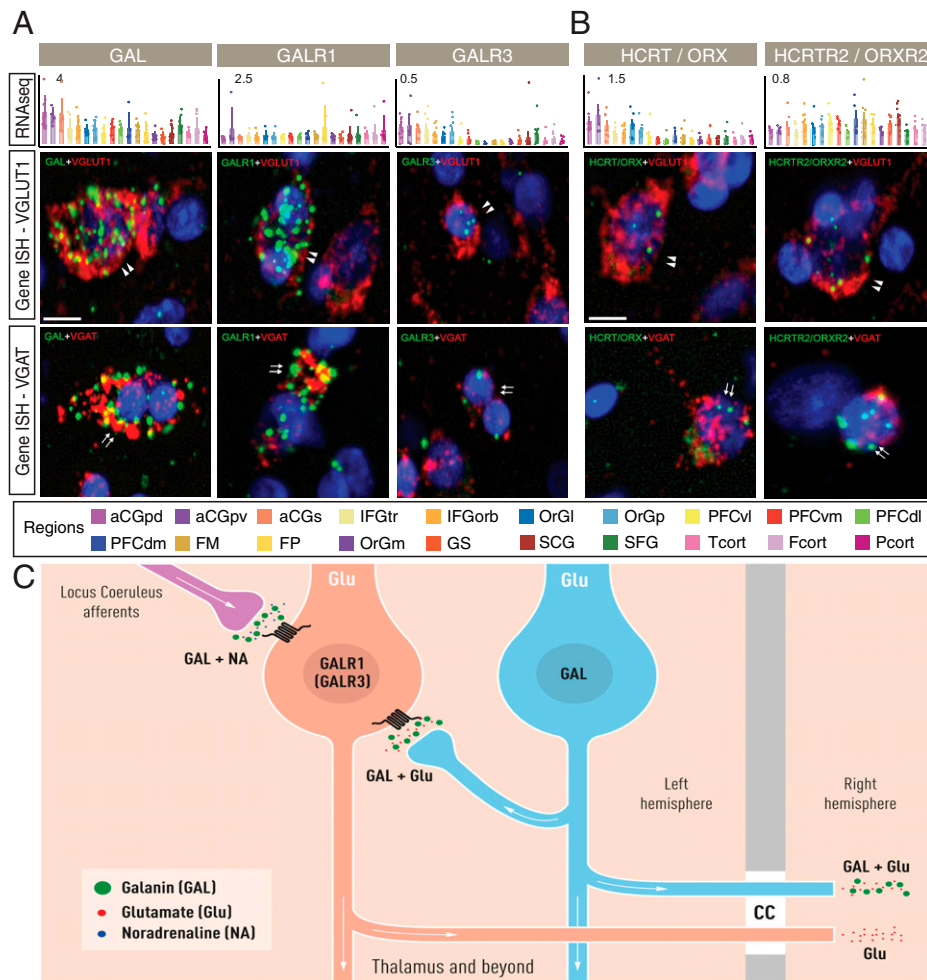 A
B
GAL
GALR1
GALR3
HCRT / ORX
HCRTR2 / ORXR2
RNAseq
4
2.5
0.5
1.5
0.8
Gene ISH - VGLUT1
GAL+VGLUT1
GALR1+VGLUT1
GALR3+VGLUT1
HCRT/ORX+VGLUT1
HCRTR2/ORXR2+VGLUT1
Gene ISH - VGAT
GAL+VGAT
GALR1+VGAT
GALR3+VGAT
HCRT/ORX+VGAT
HCRTR2/ORXR2+VGAT
Regions
aCGpd aCGpv aCGs IFGtr IFGorb OrGl OrGp PFCvl PFCvm PFCdl
PFCdm FM FP OrGm GS SCG SFG Tcort Fcort Pcort
C
Locus Coeruleus
afferents
Glu
Glu
GAL + NA
GALR1
(GALR3)
GAL
GAL + Glu
Left
hemisphere
Right
hemisphere
GAL + Glu
CC
Glu
Galanin (GAL)
Glutamate (Glu)
Noradrenaline (NA)
Thalamus and beyond